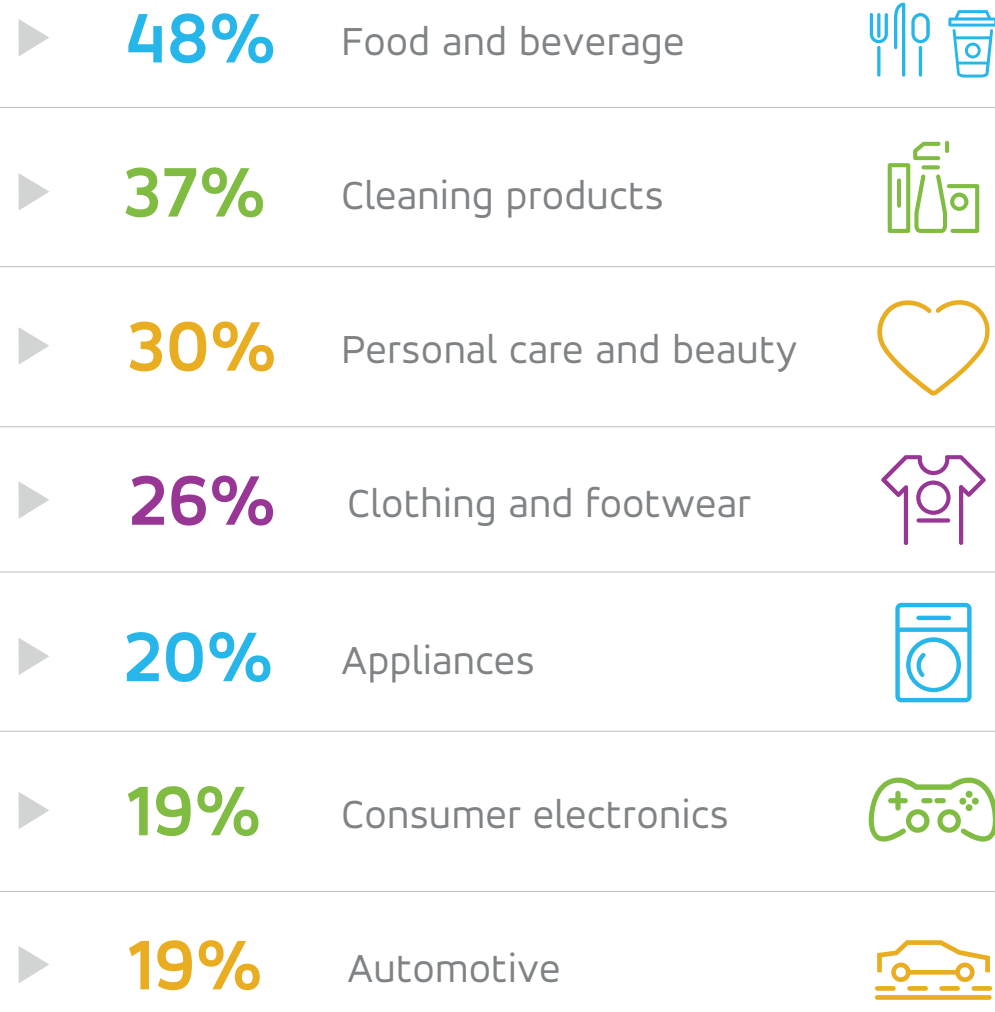 48% Food and beverage
37% Cleaning products
30% Personal care and beauty
26% Clothing and footwear
20% Appliances
19% Consumer electronics
19% Automotive